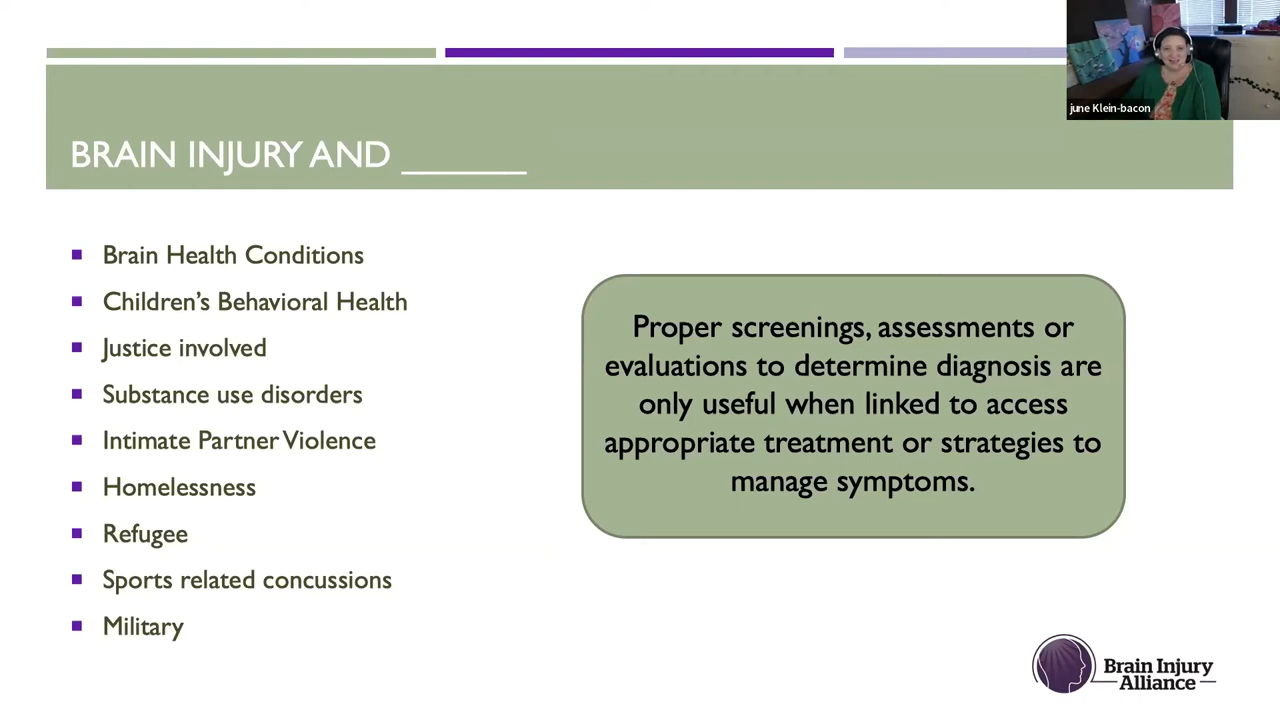 june Klein-bacon
BRAIN INJURY AND ______
Brain Health Conditions
Children's Behavioral Health
Justice involved
Substance use disorders
Intimate Partner Violence
Homelessness
Refugee
Sports related concussions
Military
Proper screenings, assessments or
evaluations to determine diagnosis are
only useful when linked to access
appropriate treatment or strategies to
manage symptoms.
Brain Injury
Alliance